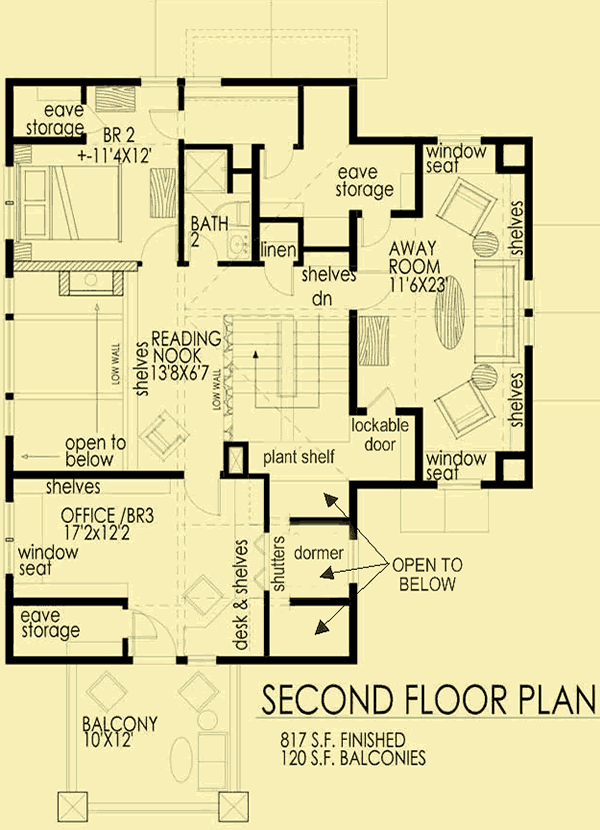 eave
storage
BR 2
+-11'4X12'
window
seat
eave
storage
BATH
2
shelves
linen
AWAY
ROOM
11'6X23'
shelves
dn
READING
NOOK
13'8X6'7
LOW WALL
shelves
LOW WALL
shelves
lockable
door
open to
below
plant shelf
window
seat
shelves
OFFICE /BR3
17'2x12'2
window
seat
desk & shelves
shutters
dormer
OPEN TO
BELOW
eave
storage
SECOND FLOOR PLAN
BALCONY
10'X12'
817 S.F. FINISHED
120 S.F. BALCONIES